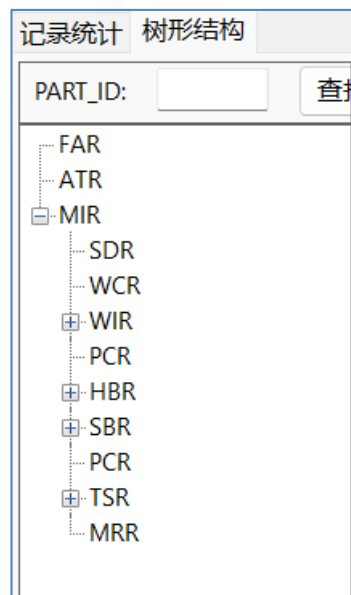 记录统计 树形结构
PART_ID: 查
FAR
ATR
MIR
SDR
WCR
WIR
PCR
HBR
SBR
PCR
TSR
MRR